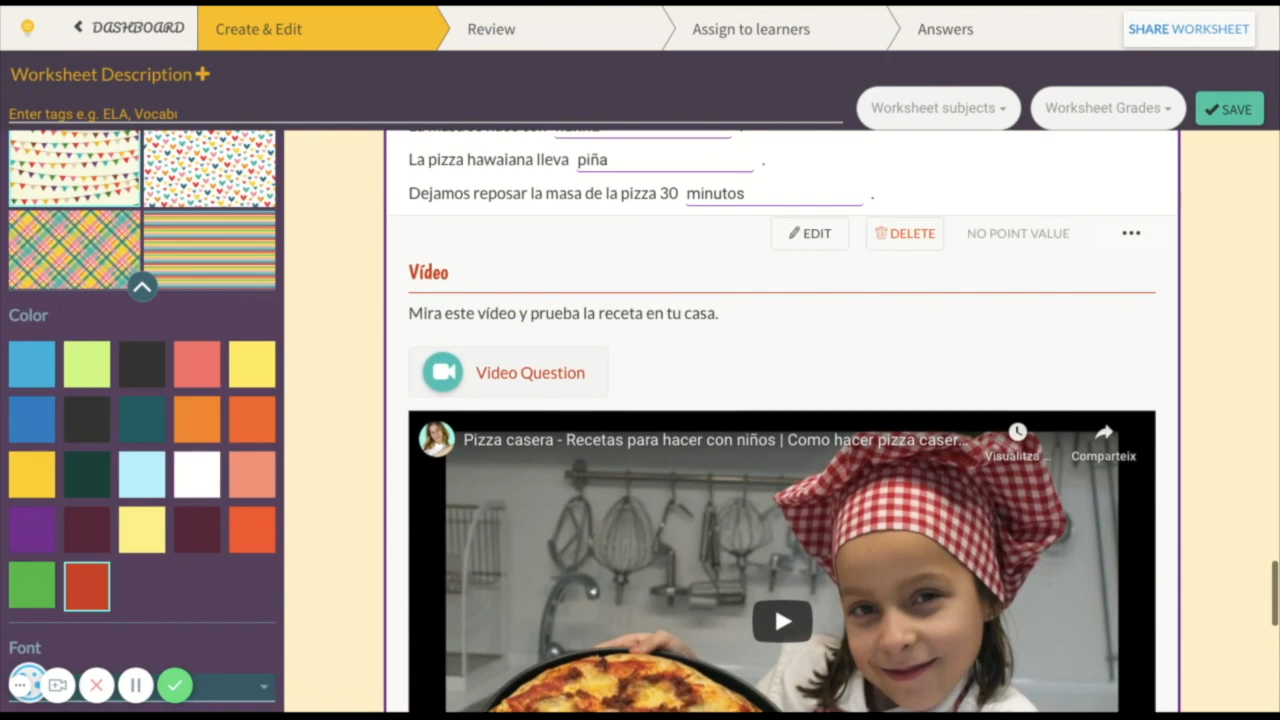 DASHBOARD
Create & Edit
Review
Assign to learners
Answers
SHARE WORKSHEET
Worksheet Description
Enter tags e.g. ELA, Vocabu
Worksheet subjects
Worksheet Grades
SAVE
La pizza hawaiana lleva piña .
Dejamos reposar la masa de la pizza 30 minutos .
EDIT
DELETE
NO POINT VALUE
Vídeo
Mira este vídeo y prueba la receta en tu casa.
Video Question
Pizza casera - Recetas para hacer con niños | Como hacer pizza caser...
Visualitza ...
Comparteix
Color
Font